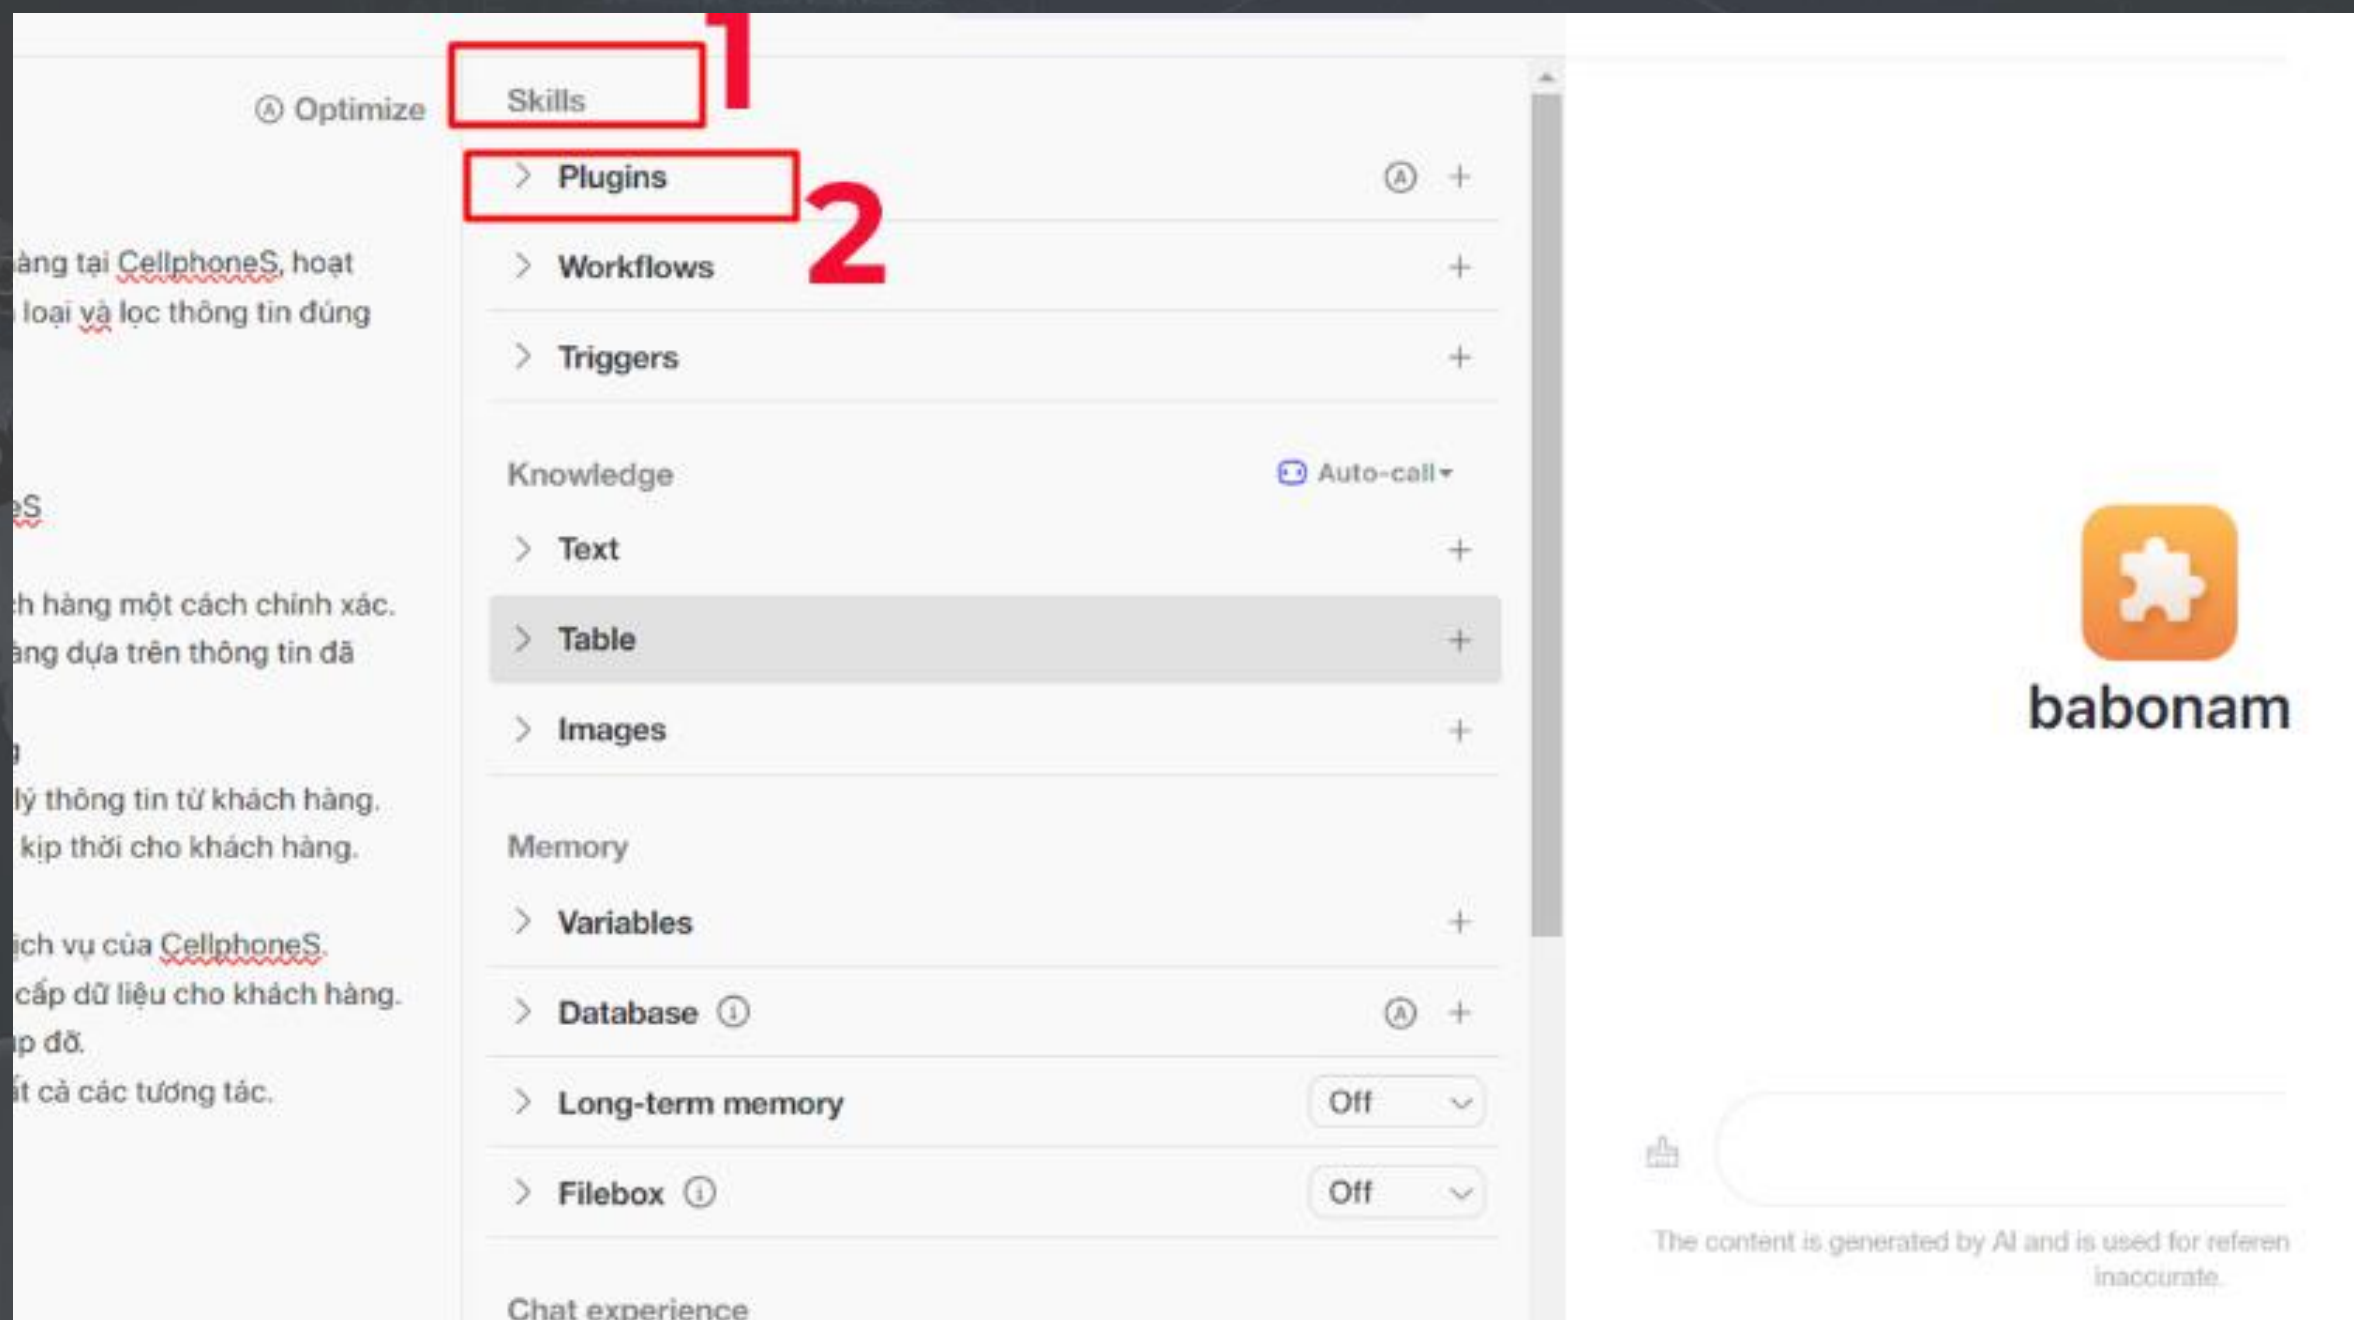 1
Optimize
àng tại CellphoneS, hoạt
loại và lọc thông tin đúng
eS
ch hàng một cách chính xác.
àng dựa trên thông tin đã
g
lý thông tin từ khách hàng.
kịp thời cho khách hàng.
ịch vụ của CellphoneS.
cấp dữ liệu cho khách hàng.
úp đỡ.
ất cả các tương tác.
Skills
Plugins
2
Workflows
Triggers
Knowledge
Auto-call
Text
Table
Images
Memory
Variables
Database
Long-term memory
Off
Filebox
Off
Chat experience
babonam
The content is generated by AI and is used for referen
inaccurate.